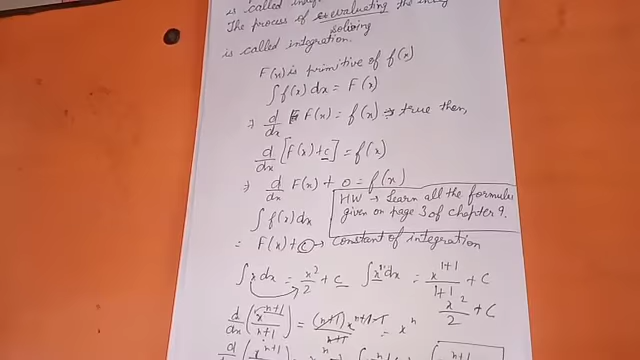 is called
The process of evaluating the
solving
is called integration.
F(x) is primitive of f(x)
∫f(x) dx = F(x)
⇒ d/dx F(x) = f(x) → true then,
d/dx [F(x) + c] = f(x)
⇒ d/dx F(x) + 0 = f(x)
HW → Learn all the formulas
given on page 3 of chapter 9.
∫f(x) dx
= F(x) + C → Constant of integration
∫x dx = x²/2 + c ∫x¹dx = x^(1+1)/(1+1) + C
x²/2 + C
d/dx (x^(n+1)/(n+1)) = (n+1) x^(n+1-1)/(n+1) = x^n